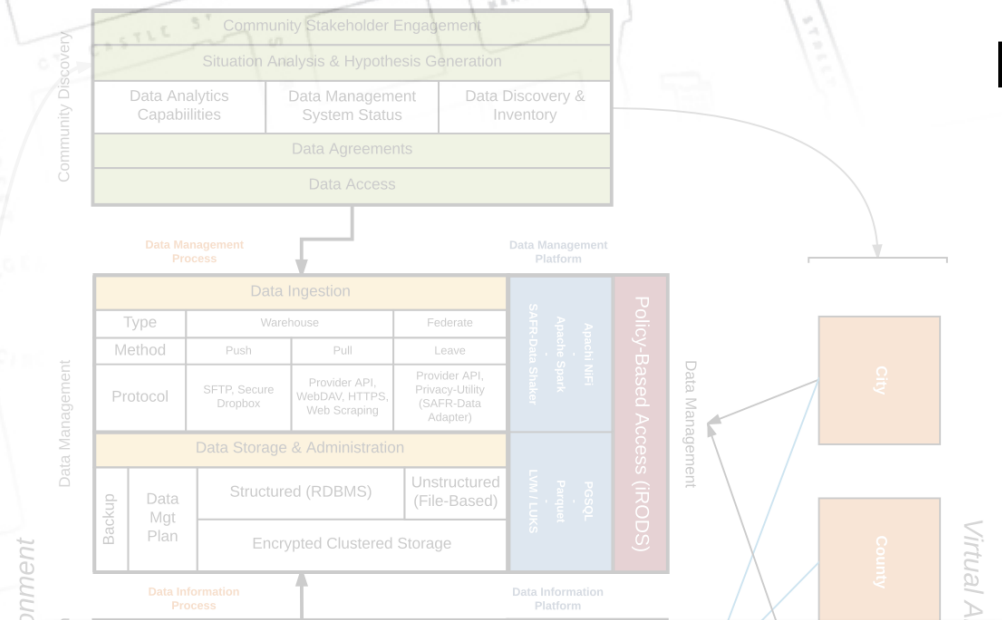 Community Discovery
Community Stakeholder Engagement
Situation Analysis & Hypothesis Generation
Data Analytics
Capabiilities
Data Management
System Status
Data Discovery &
Inventory
Data Agreements
Data Access
CASTLE ST
Data Management
Process
Data Management
Platform
Data Management
Data Ingestion
Type
Warehouse
Federate
Method
Push
Pull
Leave
Protocol
SFTP, Secure
Dropbox
Provider API,
WebDAV, HTTPS,
Web Scraping
Provider API,
Privacy-Utility
(SAFR-Data
Adapter)
Apachi NiFi
-
Apache Spark
-
SAFR-Data Shaker
Policy-Based Access (iRODS)
Data Management
Data Storage & Administration
Backup
Data
Mgt
Plan
Structured (RDBMS)
Unstructured
(File-Based)
Encrypted Clustered Storage
PGSQL
-
Parquet
-
LVM / LUKS
City
County
Data Information
Process
Data Information
Platform
onment
Virtual A